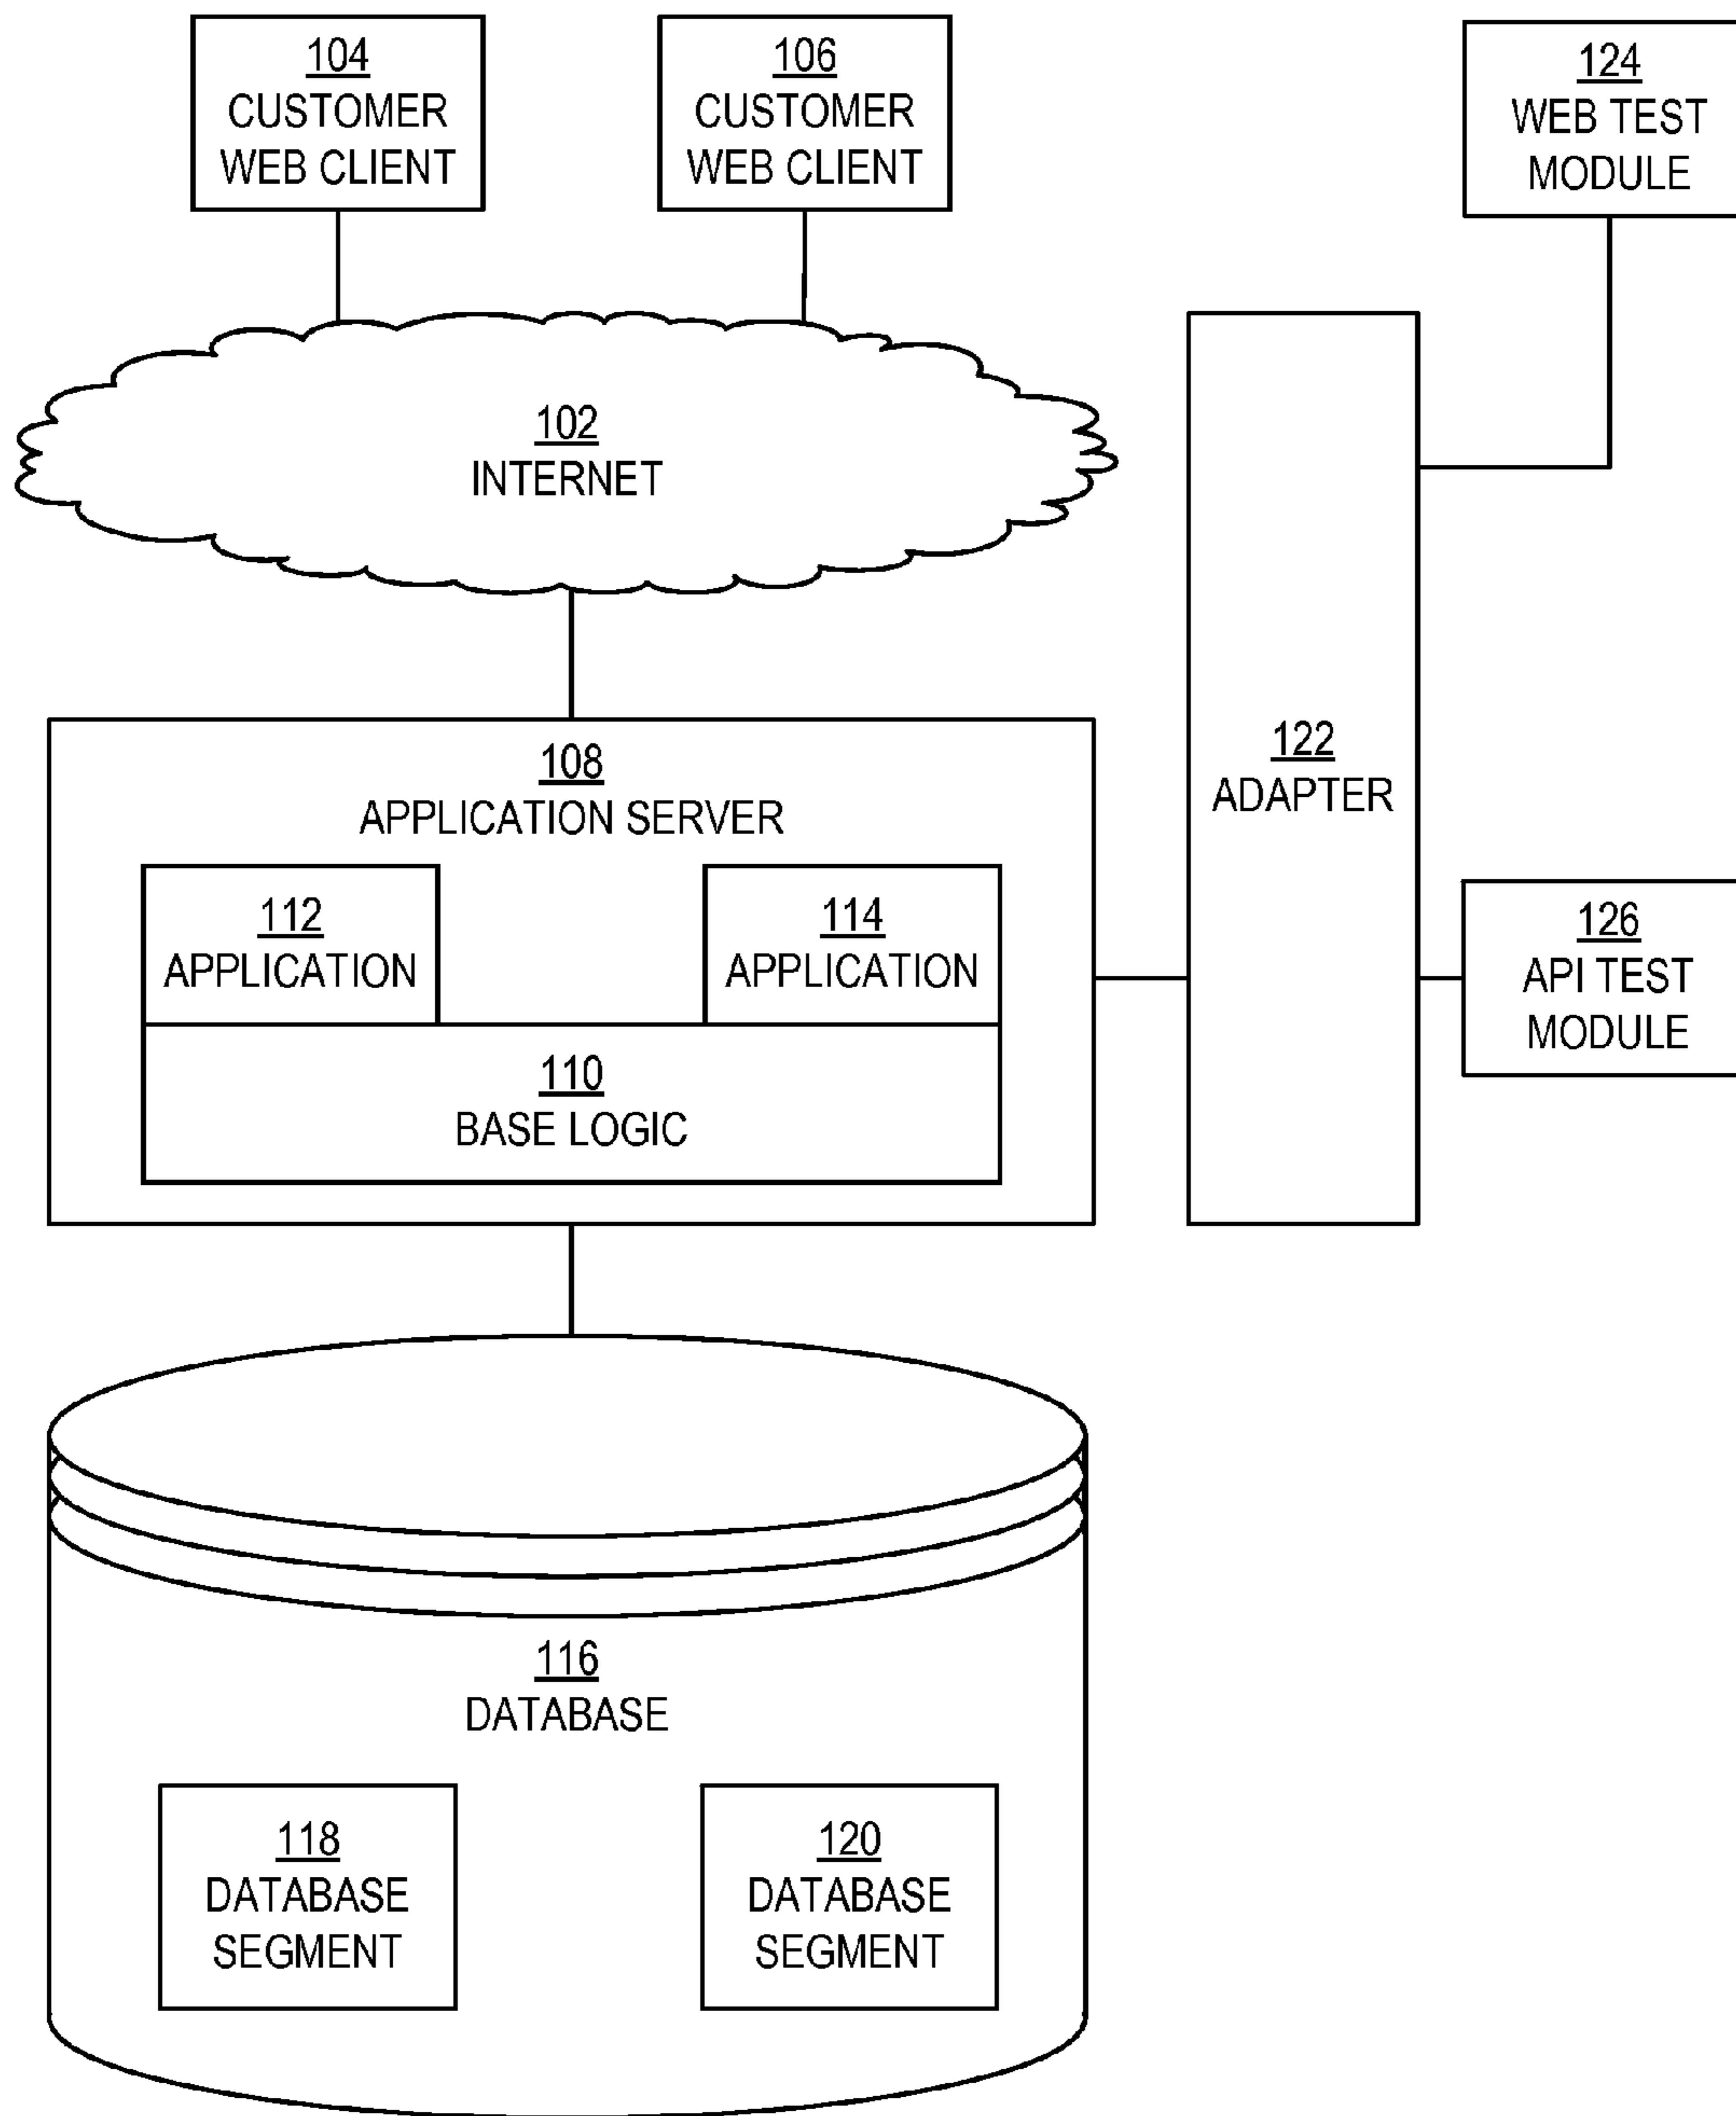 104
CUSTOMER
WEB CLIENT
106
CUSTOMER
WEB CLIENT
124
WEB TEST
MODULE
102
INTERNET
122
ADAPTER
108
APPLICATION SERVER
112
APPLICATION
114
APPLICATION
126
API TEST
MODULE
110
BASE LOGIC
116
DATABASE
118
DATABASE
SEGMENT
120
DATABASE
SEGMENT